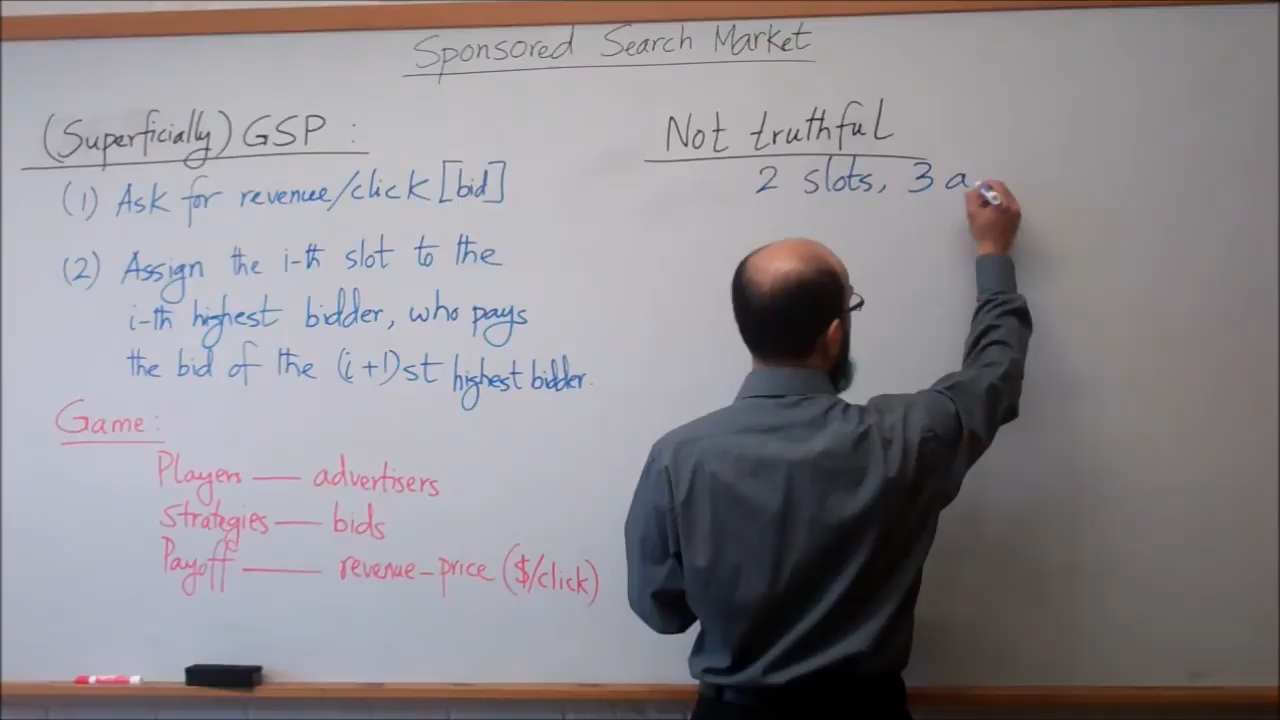 Sponsored Search Market
(Superficially) GSP :
(1) Ask for revenue/click [bid]
(2) Assign the i-th slot to the
i-th highest bidder, who pays
the bid of the (i+1)st highest bidder.
Game:
Players — advertisers
Strategies — bids
Payoff — revenue-price ($/click)
Not truthful
2 slots, 3 a